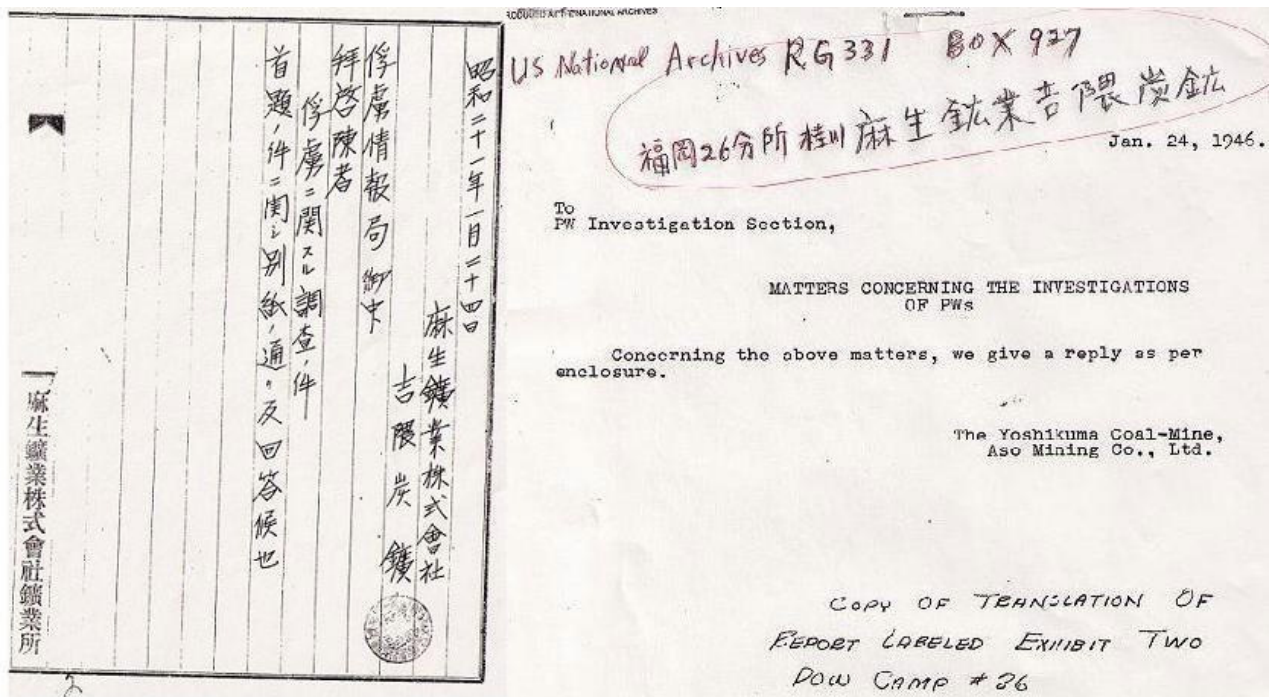 昭和二十一年一月二十四日
麻生鑛業株式會社
吉隈炭鑛
俘虜情報局御中
拝啓陳者
俘虜ニ関スル調査ノ件
首題ノ件ニ関シ別紙ノ通リ及回答候也
麻生鑛業株式會社鑛業所
US National Archives RG 331 BOX 927
福岡26分所 桂川 麻生鉱業吉隈炭鉱
Jan. 24, 1946.
To
PW Investigation Section,
MATTERS CONCERNING THE INVESTIGATIONS
OF PWs
Concerning the above matters, we give a reply as per
enclosure.
The Yoshikuma Coal-Mine,
Aso Mining Co., Ltd.
COPY OF TRANSLATION OF
REPORT LABELED EXHIBIT TWO
POW CAMP #26